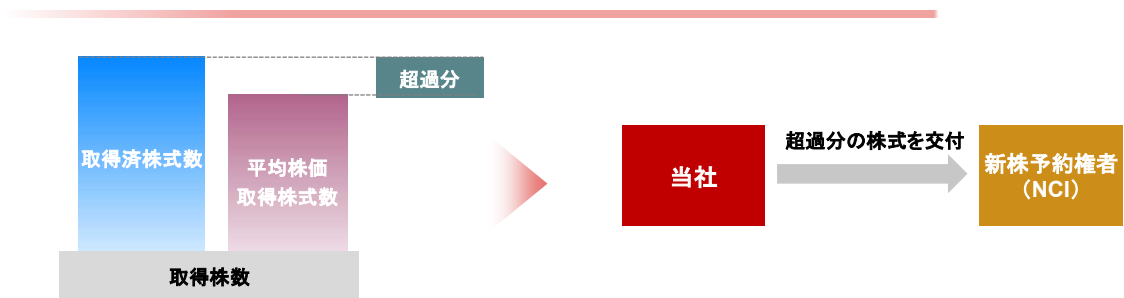 超過分
取得済株式数
平均株価
取得株式数
取得株数
当社
超過分の株式を交付
新株予約権者
（NCI）